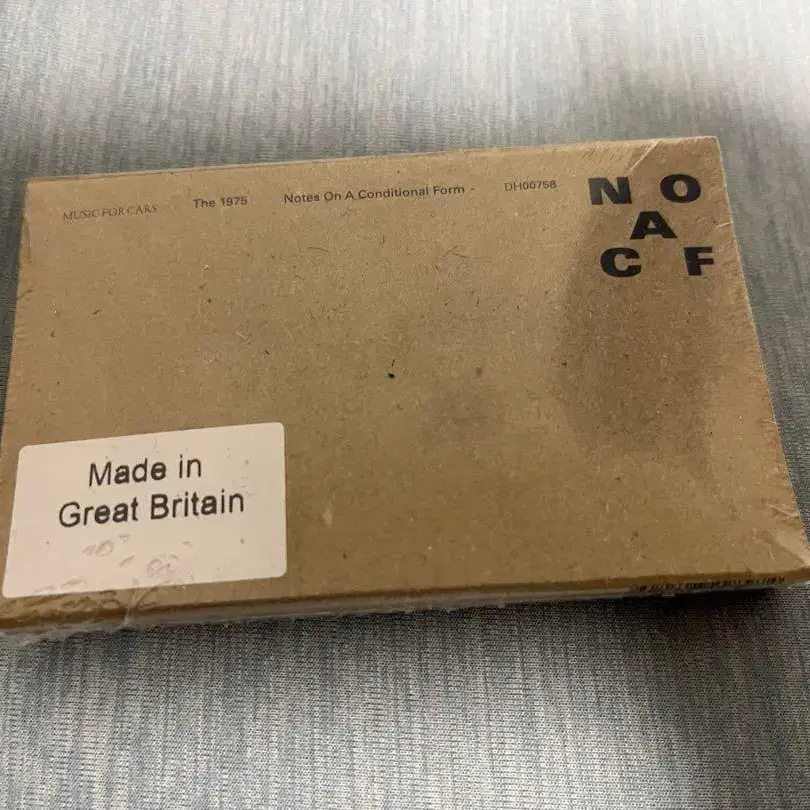 MUSIC FOR CARS The 1975 Notes On A Conditional Form - DH00758
N O
A
C F
Made in
Great Britain